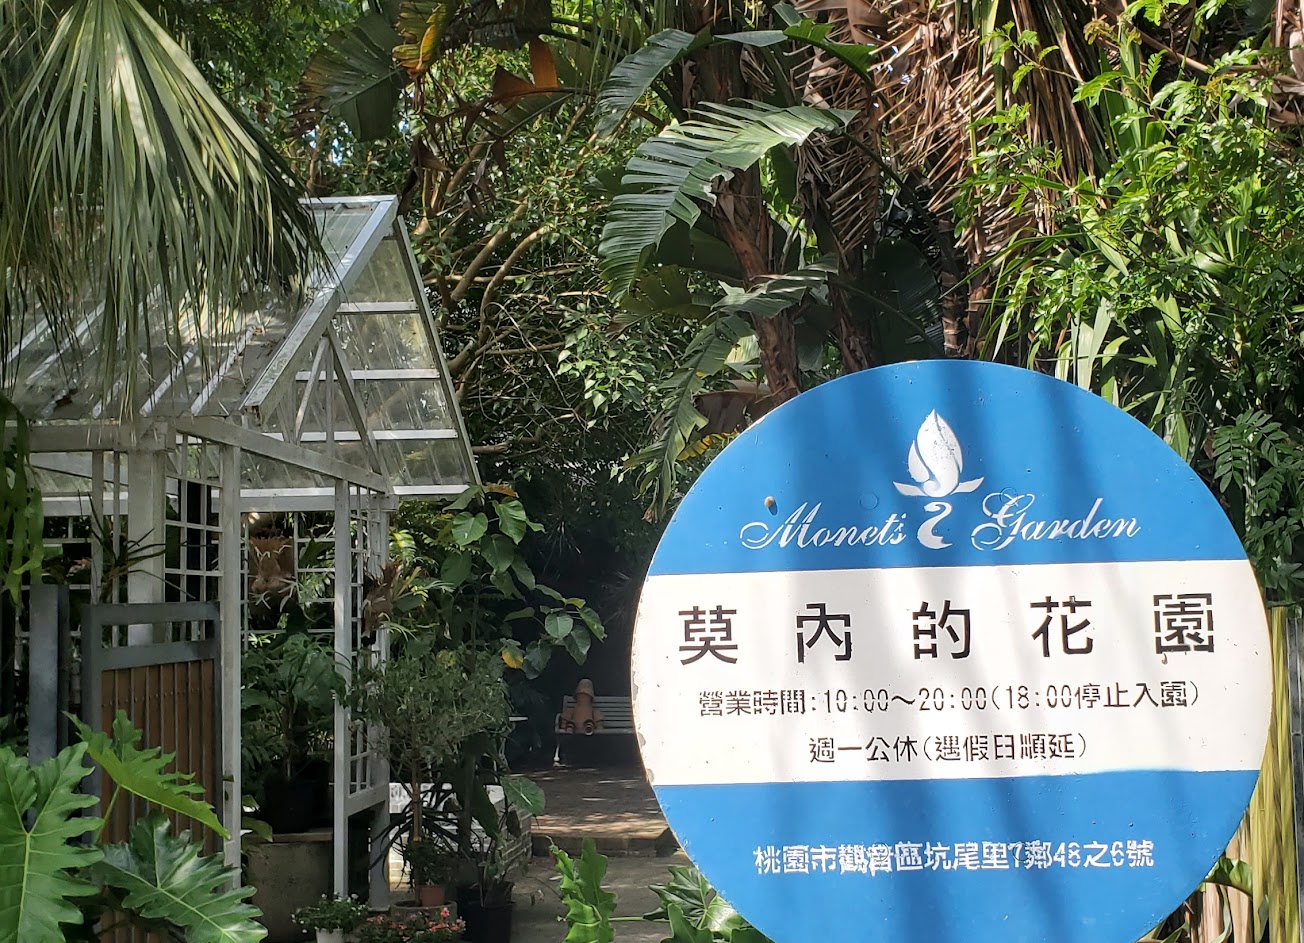 Monet's Garden
莫內的花園
營業時間:10:00～20:00(18:00停止入園)
週一公休(遇假日順延)
桃園市觀音區坑尾里7鄰48之6號